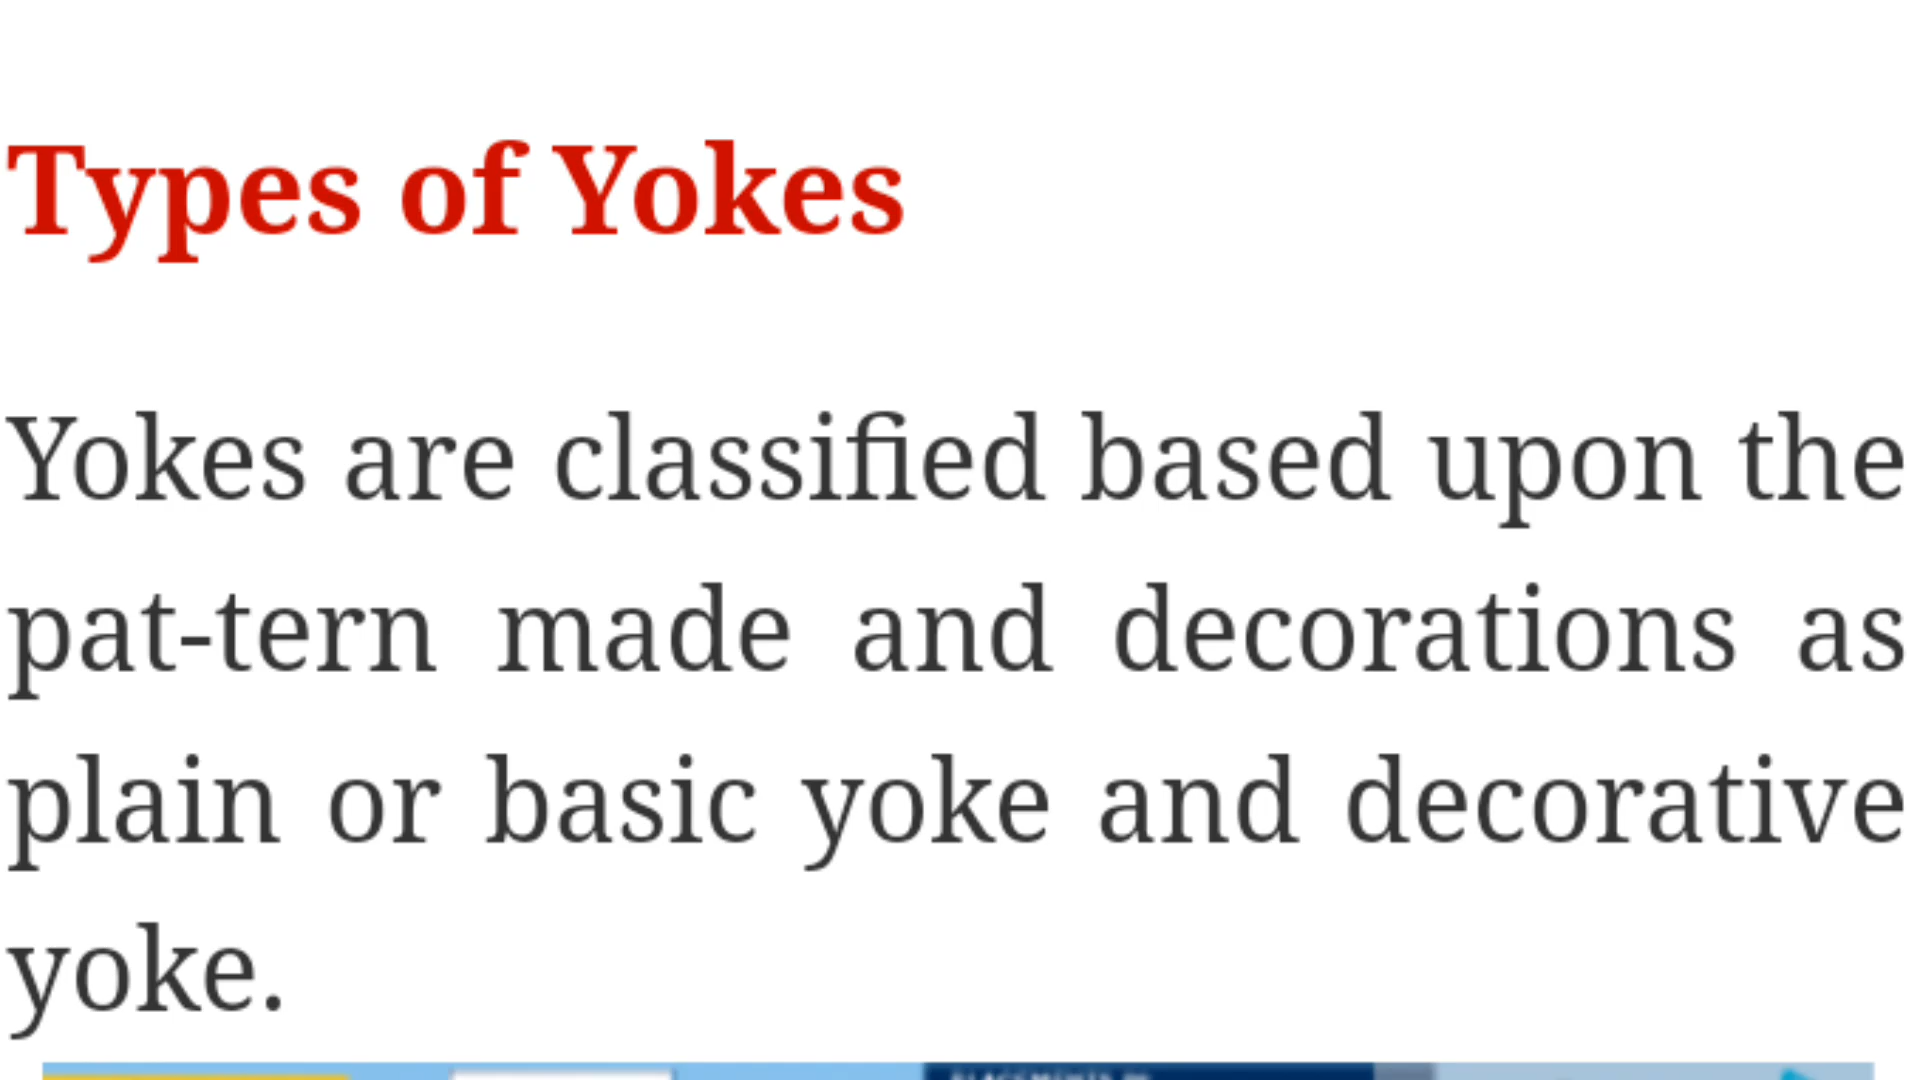 Types of Yokes
Yokes are classified based upon the
pat-tern made and decorations as
plain or basic yoke and decorative
yoke.